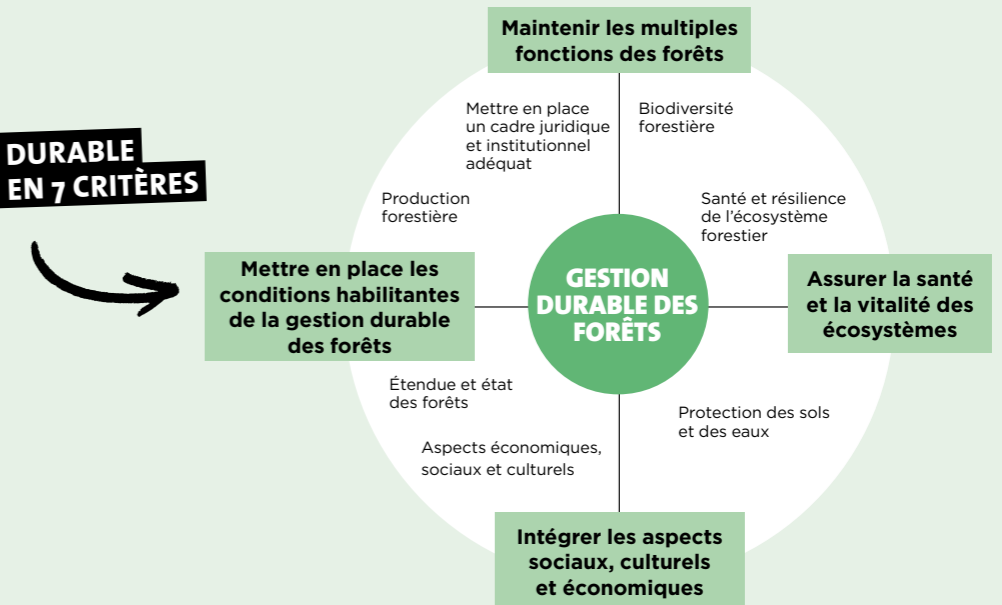 Maintenir les multiples
fonctions des forêts
DURABLE
EN 7 CRITÈRES
Mettre en place
un cadre juridique
et institutionnel
adéquat
Biodiversité
forestière
Production
forestière
Santé et résilience
de l'écosystème
forestier
Mettre en place les
conditions habilitantes
de la gestion durable
des forêts
GESTION
DURABLE DES
FORÊTS
Assurer la santé
et la vitalité des
écosystèmes
Étendue et état
des forêts
Aspects économiques,
sociaux et culturels
Protection des sols
et des eaux
Intégrer les aspects
sociaux, culturels
et économiques